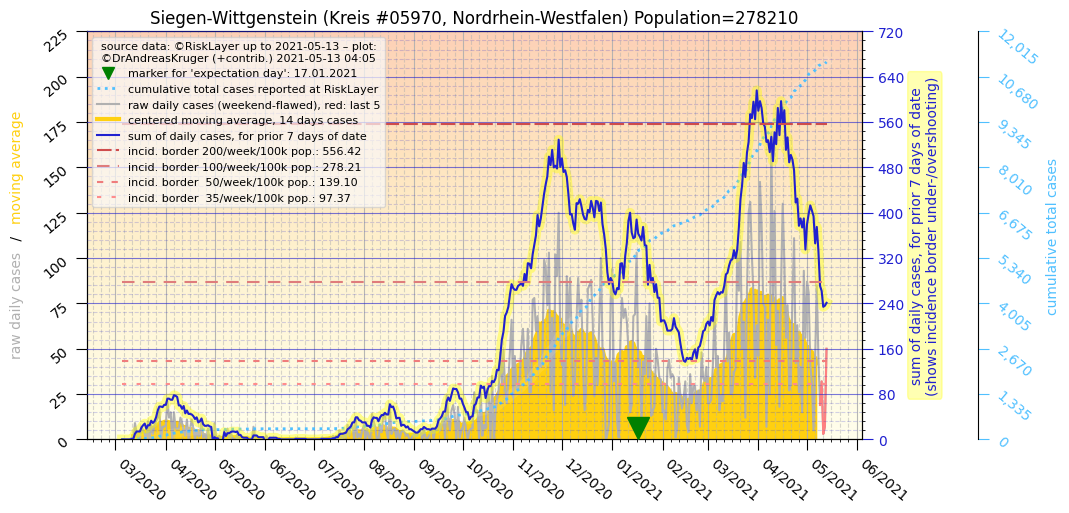 Siegen-Wittgenstein (Kreis #05970, Nordrhein-Westfalen) Population=278210
source data: ©RiskLayer up to 2021-05-13 – plot:
©DrAndreasKruger (+contrib.) 2021-05-13 04:05
marker for 'expectation day': 17.01.2021
cumulative total cases reported at RiskLayer
raw daily cases (weekend-flawed), red: last 5
centered moving average, 14 days cases
sum of daily cases, for prior 7 days of date
incid. border 200/week/100k pop.: 556.42
incid. border 100/week/100k pop.: 278.21
incid. border  50/week/100k pop.: 139.10
incid. border  35/week/100k pop.: 97.37
raw daily cases / moving average
225
200
175
150
125
100
75
50
25
0
03/2020
04/2020
05/2020
06/2020
07/2020
08/2020
09/2020
10/2020
11/2020
12/2020
01/2021
02/2021
03/2021
04/2021
05/2021
06/2021
720
640
560
480
400
320
240
160
80
0
sum of daily cases, for prior 7 days of date
(shows incidence border under-/overshooting)
12,015
10,680
9,345
8,010
6,675
5,340
4,005
2,670
1,335
0
cumulative total cases